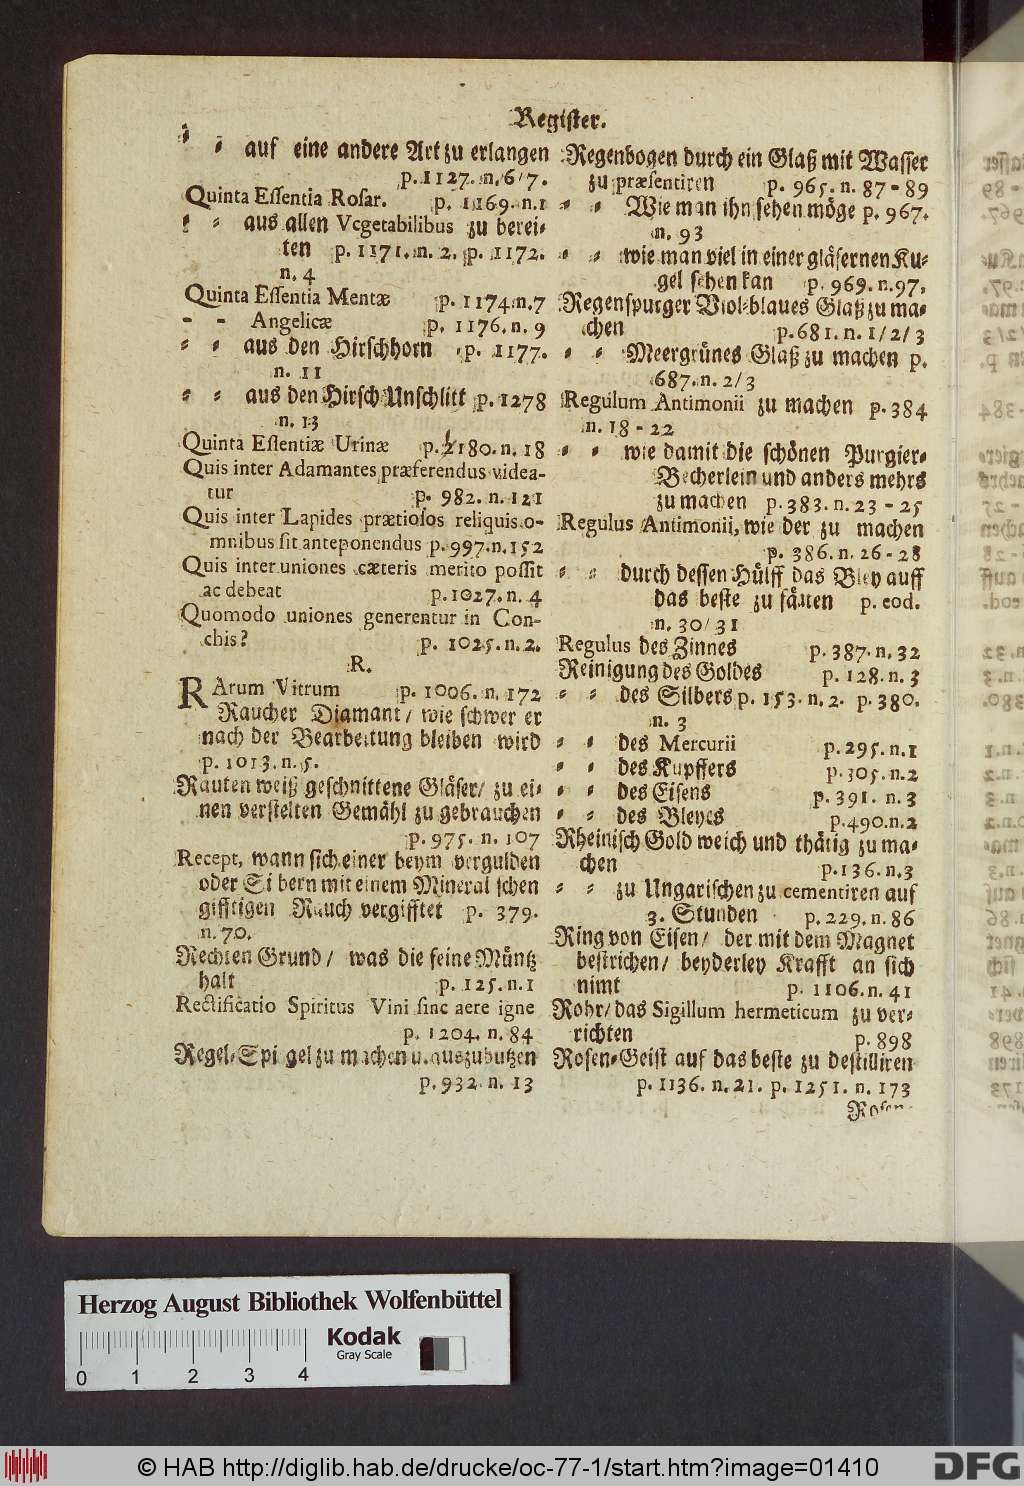 Register.
⸗ ⸗ auf eine andere Art zu erlangen
p. 1127. n. 6/7.
Quinta Essentia Rosar. p. 1169. n. 1
⸗ ⸗ aus allen Vegetabilibus zu berei⸗
ten p. 1171. n. 2. p. 1172.
n. 4
Quinta Essentia Mentæ p. 1174. n. 7
- - Angelicæ p. 1176. n. 9
⸗ ⸗ aus den Hirschhorn p. 1177.
n. 11
⸗ ⸗ aus den Hirsch⸗Unschlitt p. 1278
n. 13
Quinta Essentiæ Urinæ p. 2180. n. 18
Quis inter Adamantes præferendus videa-
tur p. 982. n. 121
Quis inter Lapides prætiosos reliquis o-
mnibus sit anteponendus p. 997. n. 152
Quis inter uniones cæteris merito possit
ac debeat p. 1027. n. 4
Quomodo uniones generentur in Con-
chis? p. 1025. n. 2.
R.
RArum Vitrum p. 1006. n. 172
Raucher Diamant/ wie schwer er
nach der Bearbeitung bleiben wird
p. 1013. n. 5.
Rauten weiß geschnittene Gläser/ zu ei⸗
nen verstelten Gemähl zu gebrauchen
p. 975. n. 107
Recept, wann sich einer beym vergulden
oder Si bern mit einem Mineral schen
gifftigen Rauch vergifftet p. 379.
n. 70.
Rechten Grund/ was die feine Müntz
halt p. 125. n. 1
Rectificatio Spiritus Vini sine aere igne
p. 1204. n. 84
Regel⸗Spi gel zu machen u. auszubutzen
p. 932 n. 13
Regenbogen durch ein Glaß mit Wasser
zu præsentiren p. 965. n. 87 - 89
⸗ ⸗ Wie man ihn sehen möge p. 967.
n. 93
⸗ ⸗ wie man viel in einer gläsernen Ku⸗
gel sehen kan p. 969. n. 97.
Regenspurger Viol⸗blaues Glaß zu ma⸗
chen p. 681. n. 1/2/3
⸗ ⸗ Meergrünes Glaß zu machen p.
687. n. 2/3
Regulum Antimonii zu machen p. 384
n. 18 - 22
⸗ ⸗ wie damit die schönen Purgier⸗
Becherlein und anders mehrs
zu machen p. 383. n. 23 - 25
Regulus Antimonii, wie der zu machen
p. 386. n. 26 - 28
⸗ ⸗ durch dessen Hülff das Bley auff
das beste zu säuen p. eod.
n. 30/31
Regulus des Zinnes p. 387. n. 32
Reinigung des Goldes p. 128. n. 3
⸗ ⸗ des Silbers p. 153. n. 2. p. 380.
n. 3
⸗ ⸗ des Mercurii p. 295. n. 1
⸗ ⸗ des Kupffers p. 305. n. 2
⸗ ⸗ des Eisens p. 391. n. 3
⸗ ⸗ des Bleyes p. 490. n. 2
Rheinisch Gold weich und thätig zu ma⸗
chen p. 136. n. 3
⸗ ⸗ zu Ungarischen zu cementiren auf
3. Stunden p. 229. n. 86
Ring von Eisen/ der mit dem Magnet
bestrichen/ beyderley Krafft an sich
nimt p. 1106. n. 41
Rohr/ das Sigillum hermeticum zu ver⸗
richten p. 898
Rosen⸗Geist auf das beste zu destilliren
p. 1136. n. 21. p. 1251. n. 173
Rosen⸗
Herzog August Bibliothek Wolfenbüttel
Kodak
Gray Scale
0 1 2 3 4
© HAB http://diglib.hab.de/drucke/oc-77-1/start.htm?image=01410
DFG